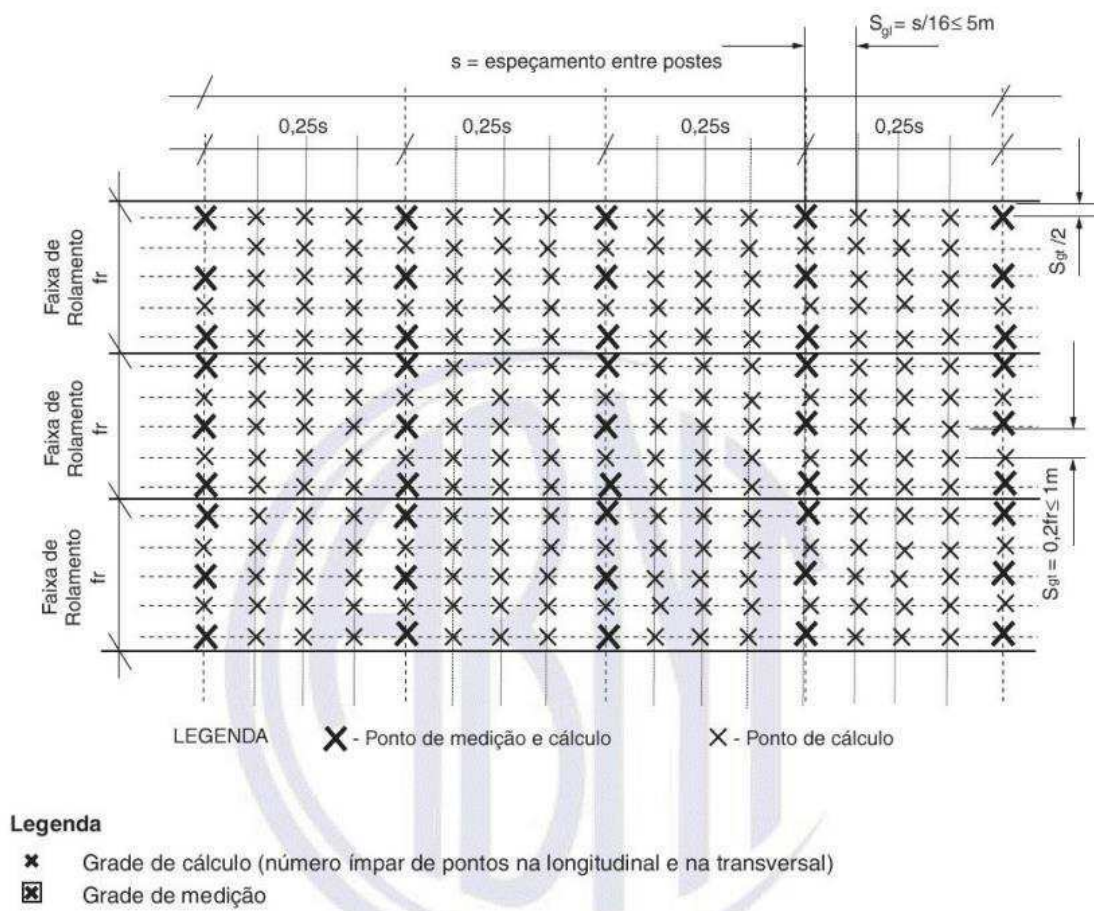 S_gl = s/16≤ 5m
s = espeçamento entre postes
0,25s
0,25s
0,25s
0,25s
Faixa de
Rolamento
fr
S_gt /2
Faixa de
Rolamento
fr
Faixa de
Rolamento
fr
S_gt = 0,2fr≤ 1m
ABNT
LEGENDA
X - Ponto de medição e cálculo
X - Ponto de cálculo
Legenda
x Grade de cálculo (número ímpar de pontos na longitudinal e na transversal)
x Grade de medição